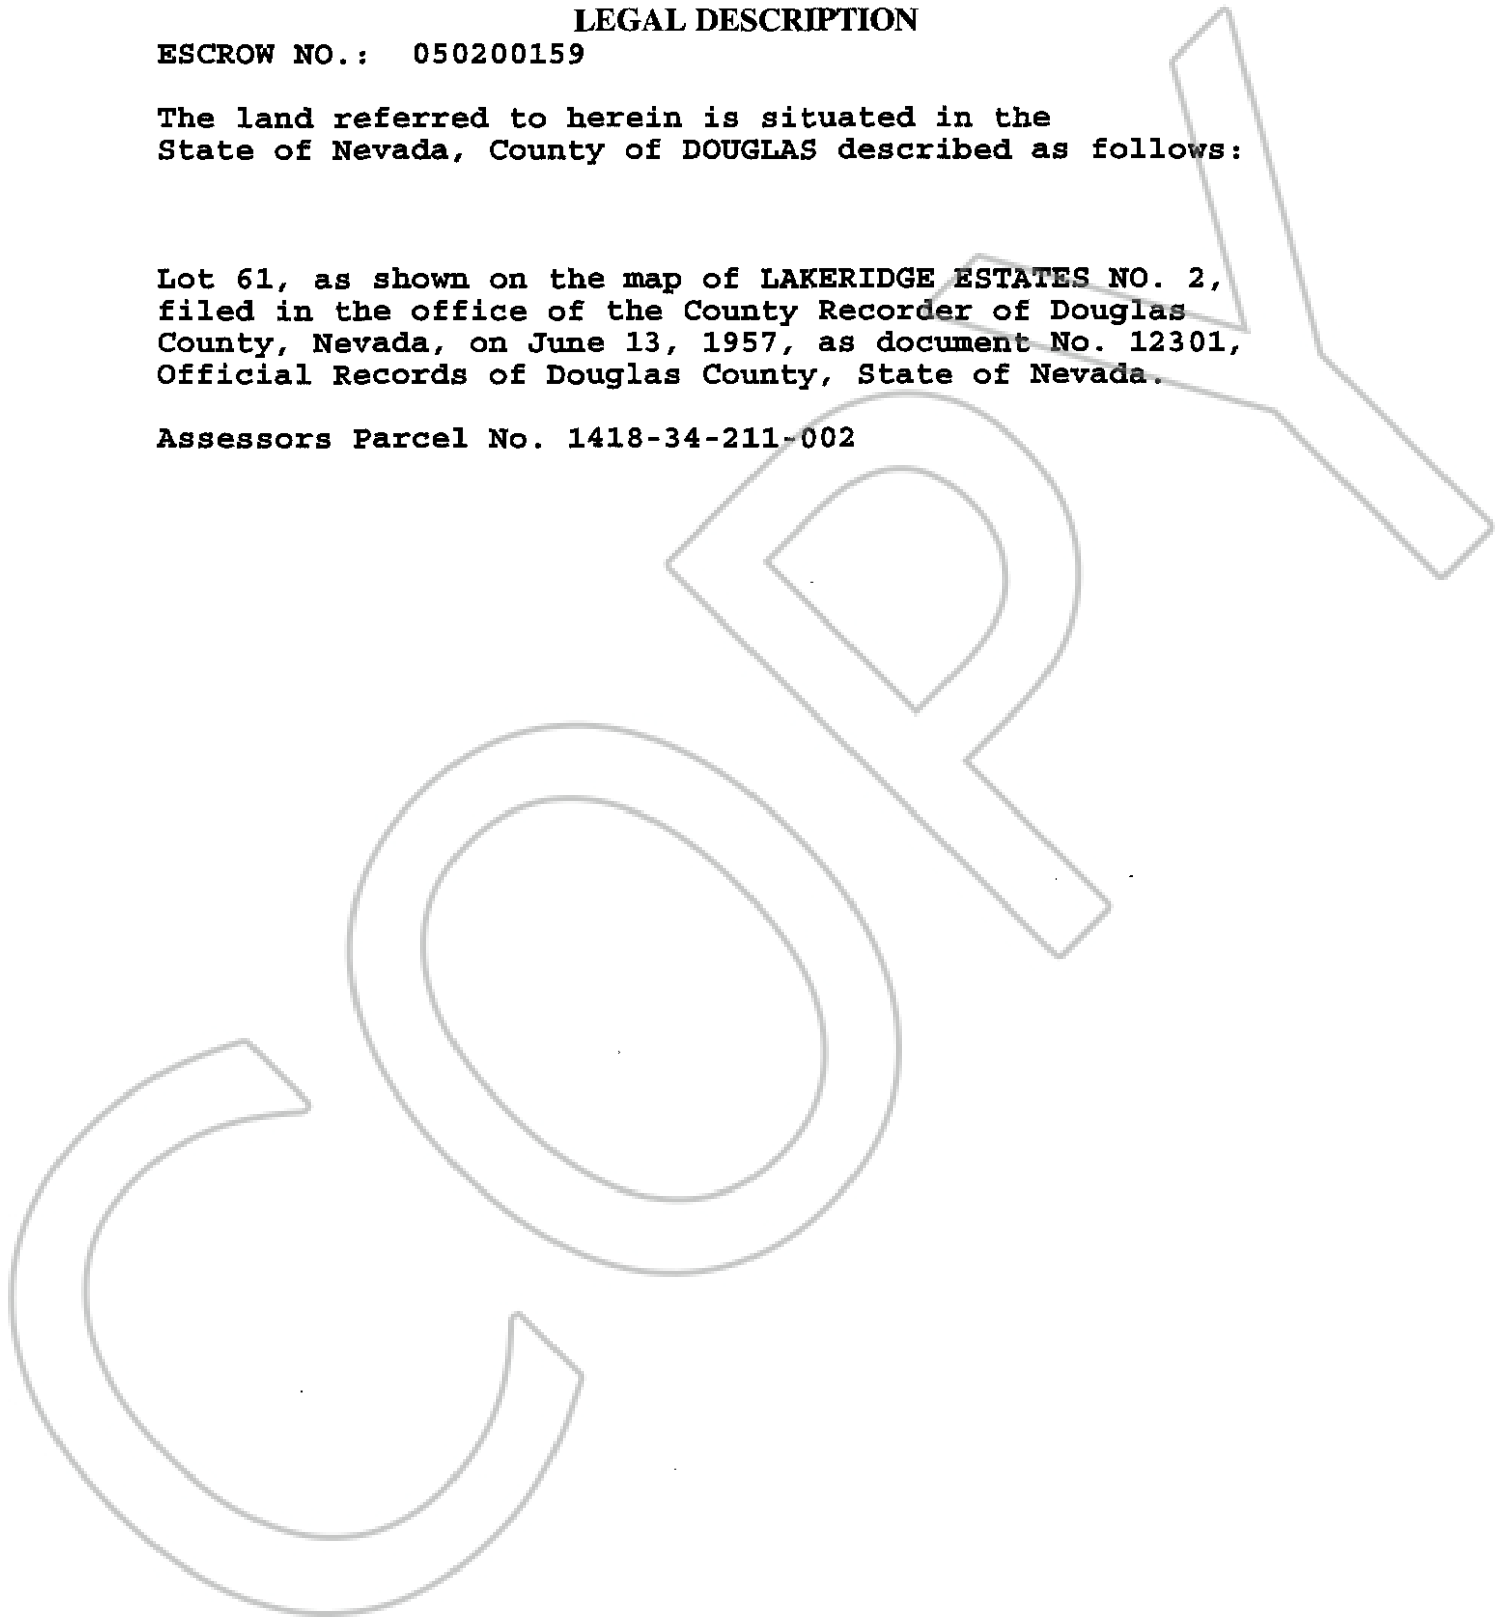 LEGAL DESCRIPTION
ESCROW NO.: 050200159
The land referred to herein is situated in the
State of Nevada, County of DOUGLAS described as follows:
Lot 61, as shown on the map of LAKERIDGE ESTATES NO. 2,
filed in the office of the County Recorder of Douglas
County, Nevada, on June 13, 1957, as document No. 12301,
Official Records of Douglas County, State of Nevada.
Assessors Parcel No. 1418-34-211-002
COPY